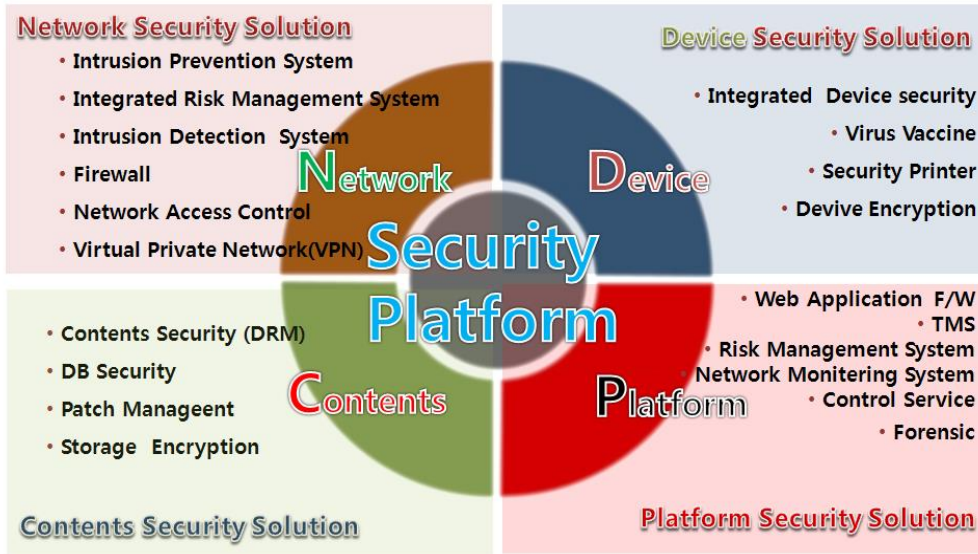 Network Security Solution
• Intrusion Prevention System
• Integrated Risk Management System
• Intrusion Detection System
• Firewall
• Network Access Control
• Virtual Private Network(VPN)
Device Security Solution
• Integrated Device security
• Virus Vaccine
• Security Printer
• Devive Encryption
Network
Device
Security
Platform
Contents
Platform
• Contents Security (DRM)
• DB Security
• Patch Manageent
• Storage Encryption
Contents Security Solution
• Web Application F/W
• TMS
• Risk Management System
• Network Monitering System
• Control Service
• Forensic
Platform Security Solution